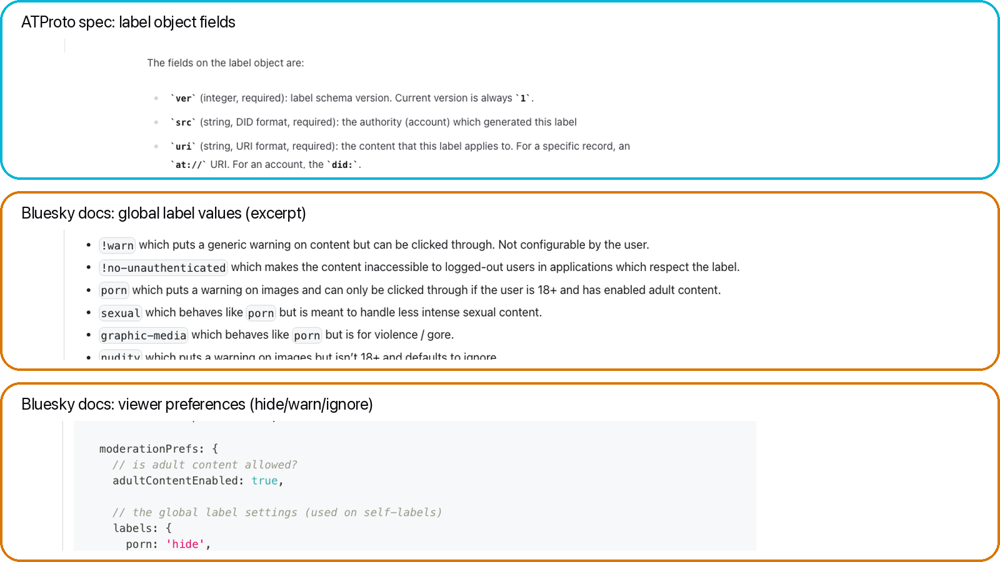 ATProto spec: label object fields
The fields on the label object are:
• `ver` (integer, required): label schema version. Current version is always `1`.
• `src` (string, DID format, required): the authority (account) which generated this label
• `uri` (string, URI format, required): the content that this label applies to. For a specific record, an
`at://` URI. For an account, the `did:`.
Bluesky docs: global label values (excerpt)
• !warn which puts a generic warning on content but can be clicked through. Not configurable by the user.
• !no-unauthenticated which makes the content inaccessible to logged-out users in applications which respect the label.
• porn which puts a warning on images and can only be clicked through if the user is 18+ and has enabled adult content.
• sexual which behaves like porn but is meant to handle less intense sexual content.
• graphic-media which behaves like porn but is for violence / gore.
• nudity which puts a warning on images but isn't 18+ and defaults to ignore
Bluesky docs: viewer preferences (hide/warn/ignore)
moderationPrefs: {
// is adult content allowed?
adultContentEnabled: true,
// the global label settings (used on self-labels)
labels: {
porn: 'hide',